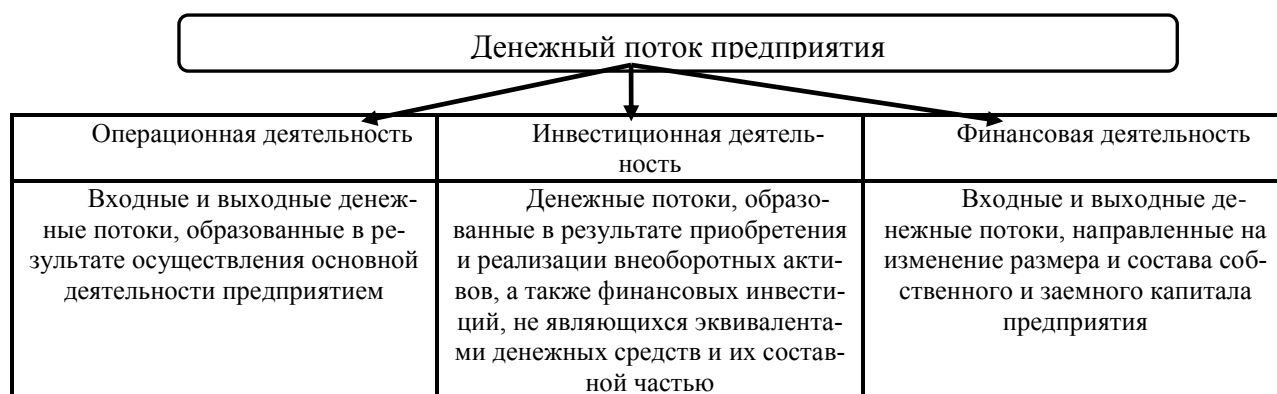 Денежный поток предприятия
Операционная деятельность
Инвестиционная деятель-
ность
Финансовая деятельность
Входные и выходные денеж-
ные потоки, образованные в ре-
зультате осуществления основной
деятельности предприятием
Денежные потоки, образо-
ванные в результате приобретения
и реализации внеоборотных акти-
вов, а также финансовых инвести-
ций, не являющихся эквивалента-
ми денежных средств и их состав-
ной частью
Входные и выходные де-
нежные потоки, направленные на
изменение размера и состава соб-
ственного и заемного капитала
предприятия